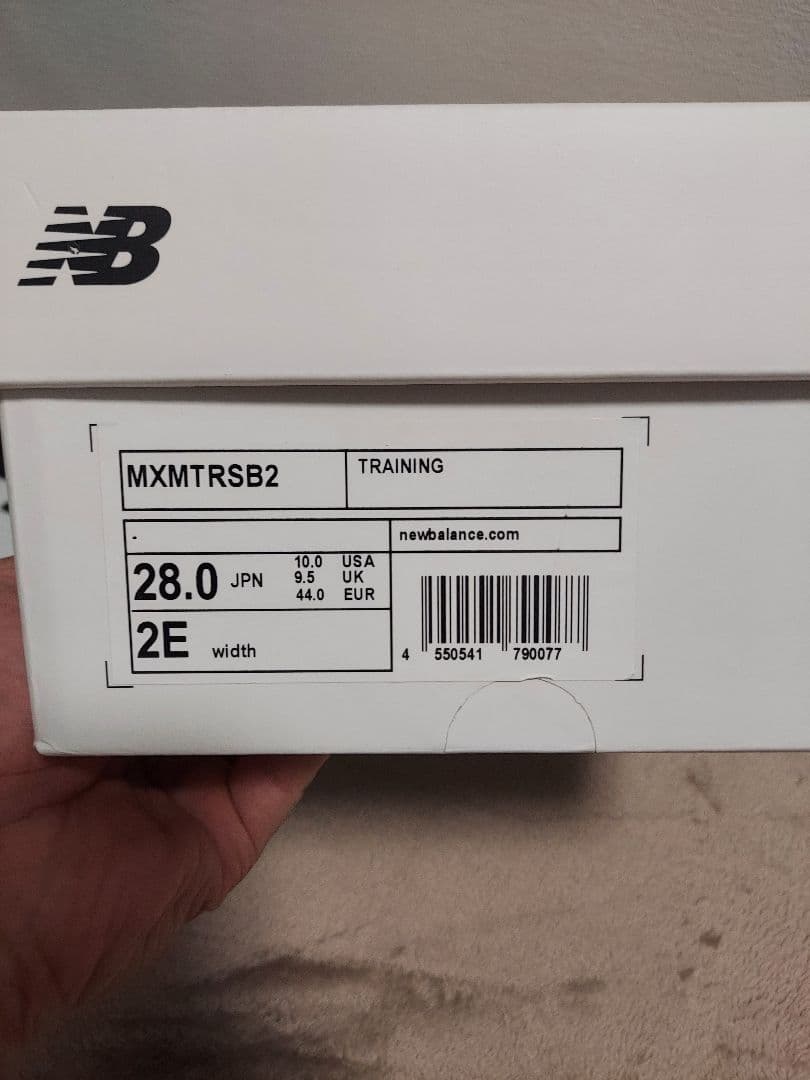 NB
MXMTRSB2
TRAINING
-
newbalance.com
28.0 JPN
10.0 USA
9.5 UK
44.0 EUR
2E width
4 550541 790077